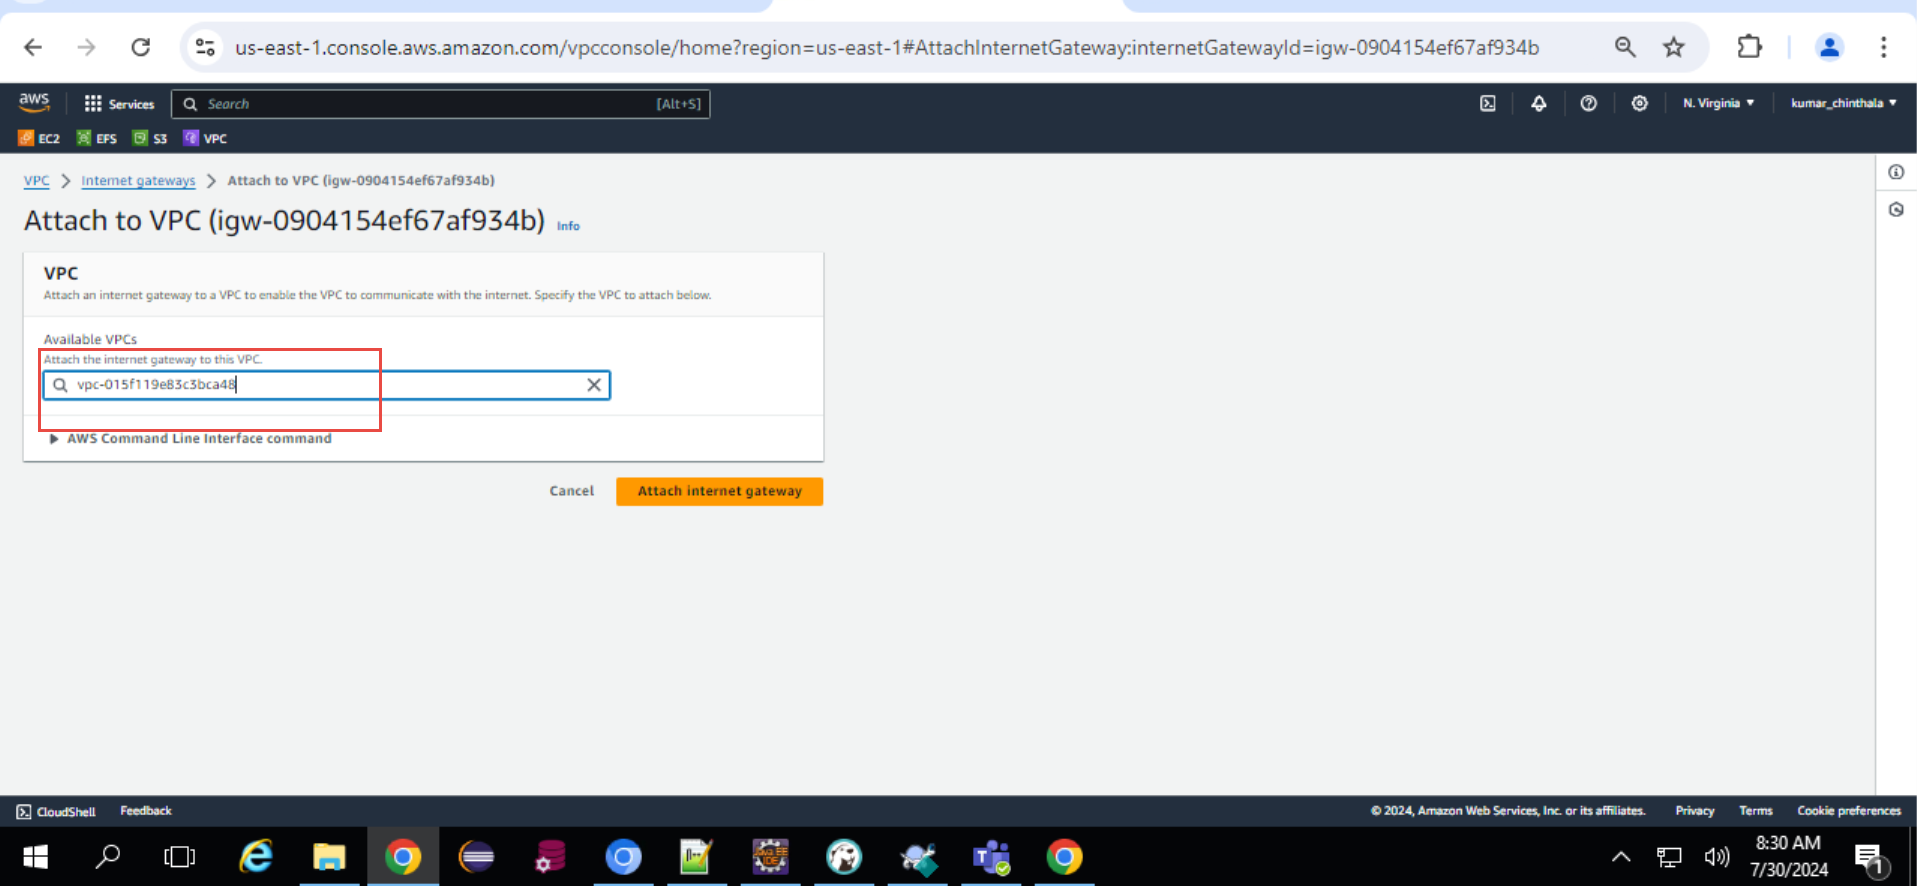 us-east-1.console.aws.amazon.com/vpcconsole/home?region=us-east-1#AttachInternetGateway:internetGatewayId=igw-0904154ef67af934b
aws Services Search [Alt+S] N. Virginia kumar_chinthala
EC2 EFS S3 VPC
VPC > Internet gateways > Attach to VPC (igw-0904154ef67af934b)
Attach to VPC (igw-0904154ef67af934b) Info
VPC
Attach an internet gateway to a VPC to enable the VPC to communicate with the internet. Specify the VPC to attach below.
Available VPCs
Attach the internet gateway to this VPC.
vpc-015f119e83c3bca48
AWS Command Line Interface command
Cancel Attach internet gateway
CloudShell Feedback © 2024, Amazon Web Services, Inc. or its affiliates. Privacy Terms Cookie preferences
8:30 AM
7/30/2024
1